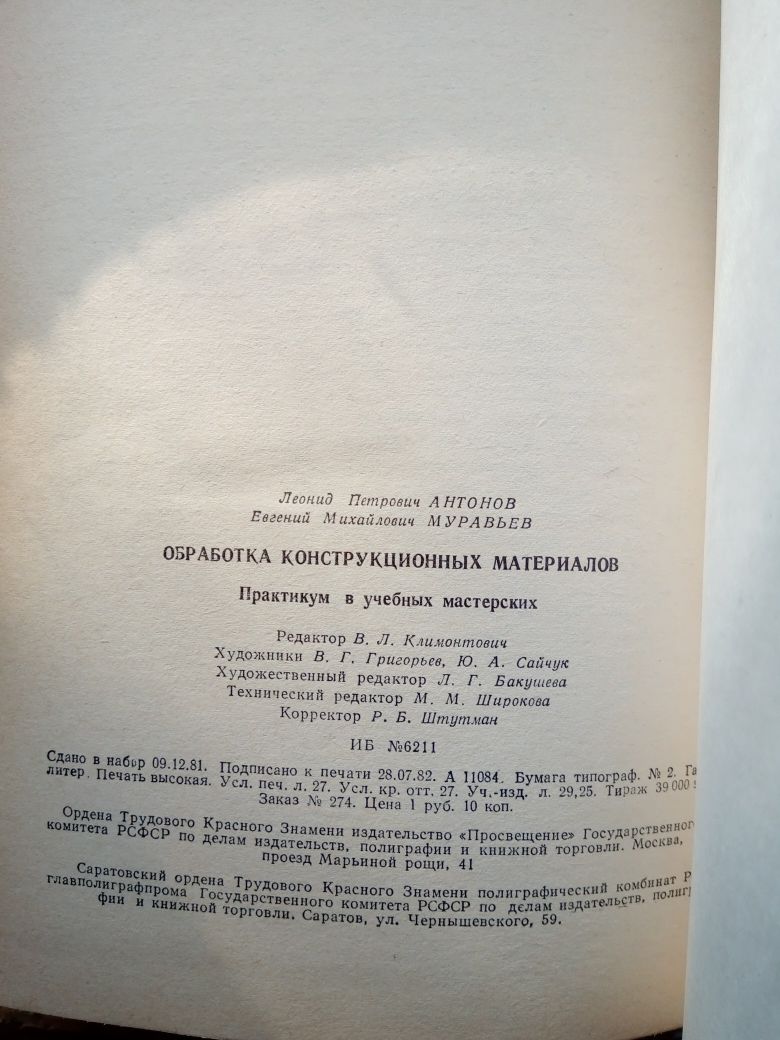 Леонид Петрович АНТОНОВ
Евгений Михайлович МУРАВЬЕВ
ОБРАБОТКА КОНСТРУКЦИОННЫХ МАТЕРИАЛОВ
Практикум в учебных мастерских
Редактор В. Л. Климонтович
Художники В. Г. Григорьев, Ю. А. Сайчук
Художественный редактор Л. Г. Бакушева
Технический редактор М. М. Широкова
Корректор Р. Б. Штутман
ИБ №6211
Сдано в набор 09.12.81. Подписано к печати 28.07.82. А 11084. Бумага типограф. № 2.
литер. Печать высокая. Усл. печ. л. 27. Усл. кр. отт. 27. Уч.-изд. л. 29,25. Тираж 39 000
Заказ № 274. Цена 1 руб. 10 коп.
Ордена Трудового Красного Знамени издательство «Просвещение» Государственного
комитета РСФСР по делам издательств, полиграфии и книжной торговли. Москва,
проезд Марьиной рощи, 41
Саратовский ордена Трудового Красного Знамени полиграфический комбинат
главполиграфпрома Государственного комитета РСФСР по делам издательств,
фии и книжной торговли. Саратов, ул. Чернышевского, 59.